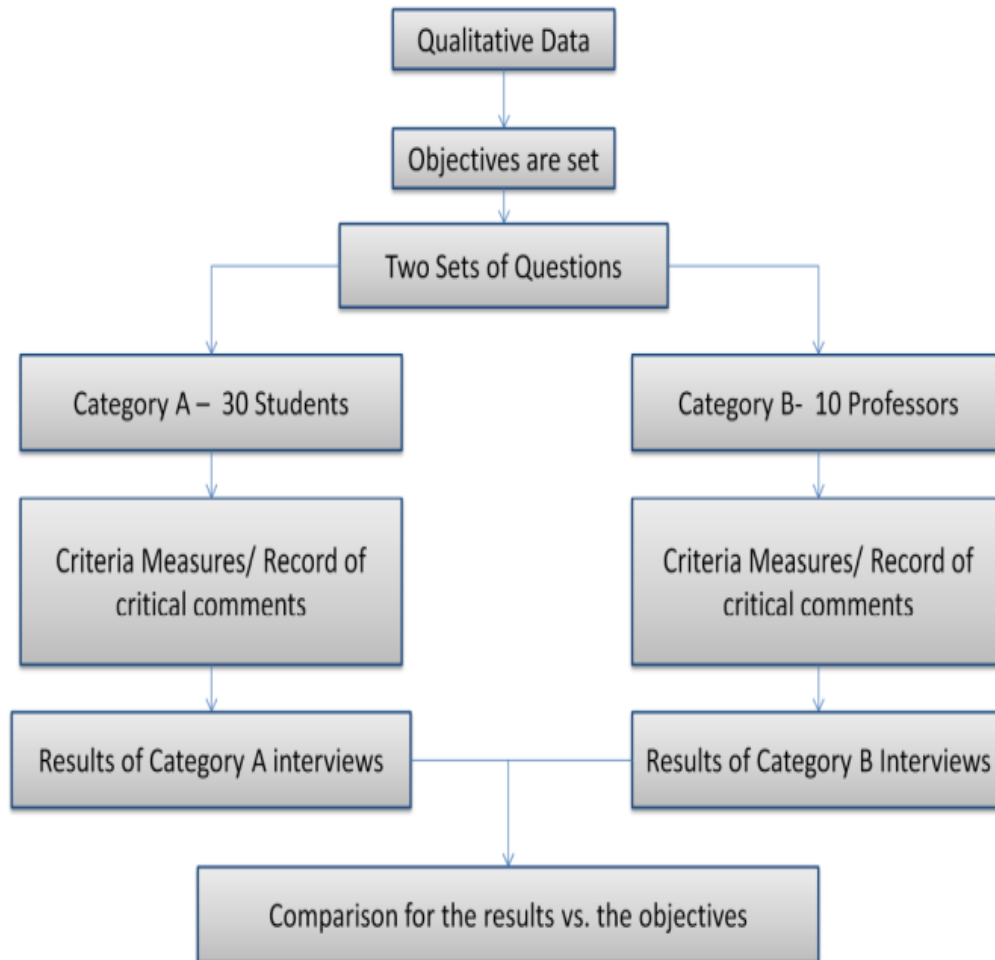 Qualitative Data
Objectives are set
Two Sets of Questions
Category A – 30 Students
Category B- 10 Professors
Criteria Measures/ Record of
critical comments
Criteria Measures/ Record of
critical comments
Results of Category A interviews
Results of Category B Interviews
Comparison for the results vs. the objectives